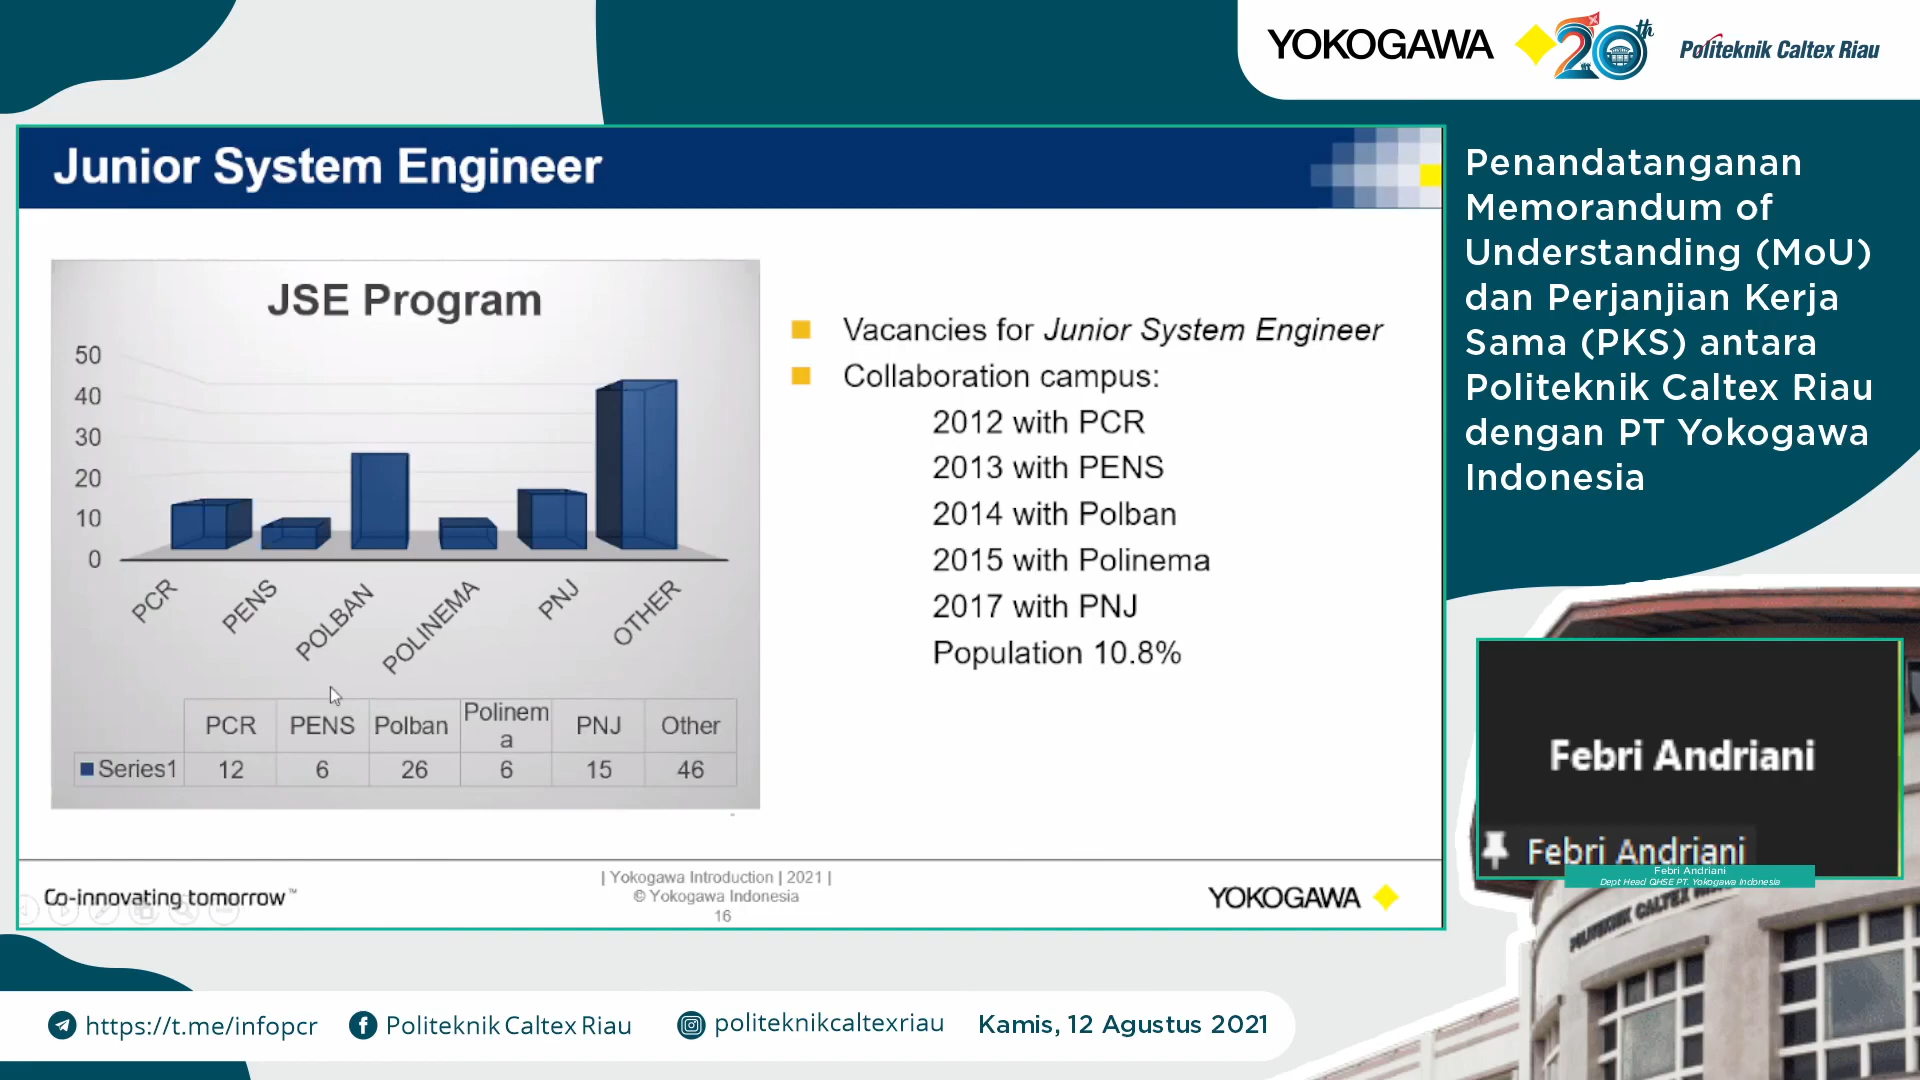 YOKOGAWA
20th
Politeknik Caltex Riau
Junior System Engineer
JSE Program
50
40
30
20
10
0
PCR
PENS
POLBAN
POLINEMA
PNJ
OTHER
PCR PENS Polban Polinem
a PNJ Other
Series1 12 6 26 6 15 46
Vacancies for Junior System Engineer
Collaboration campus:
2012 with PCR
2013 with PENS
2014 with Polban
2015 with Polinema
2017 with PNJ
Population 10.8%
Co-innovating tomorrow™
| Yokogawa Introduction | 2021 |
© Yokogawa Indonesia
16
YOKOGAWA
Penandatanganan
Memorandum of
Understanding (MoU)
dan Perjanjian Kerja
Sama (PKS) antara
Politeknik Caltex Riau
dengan PT Yokogawa
Indonesia
Febri Andriani
Febri Andriani
Febri Andriani
Dept Head QHSE PT. Yokogawa Indonesia
POLITEKNIK CALTEX
https://t.me/infopcr
Politeknik Caltex Riau
politeknikcaltexriau
Kamis, 12 Agustus 2021